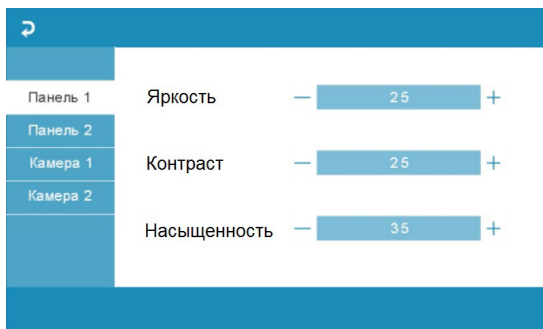 Панель 1
Панель 2
Камера 1
Камера 2
Яркость — 25 +
Контраст — 25 +
Насыщенность — 35 +